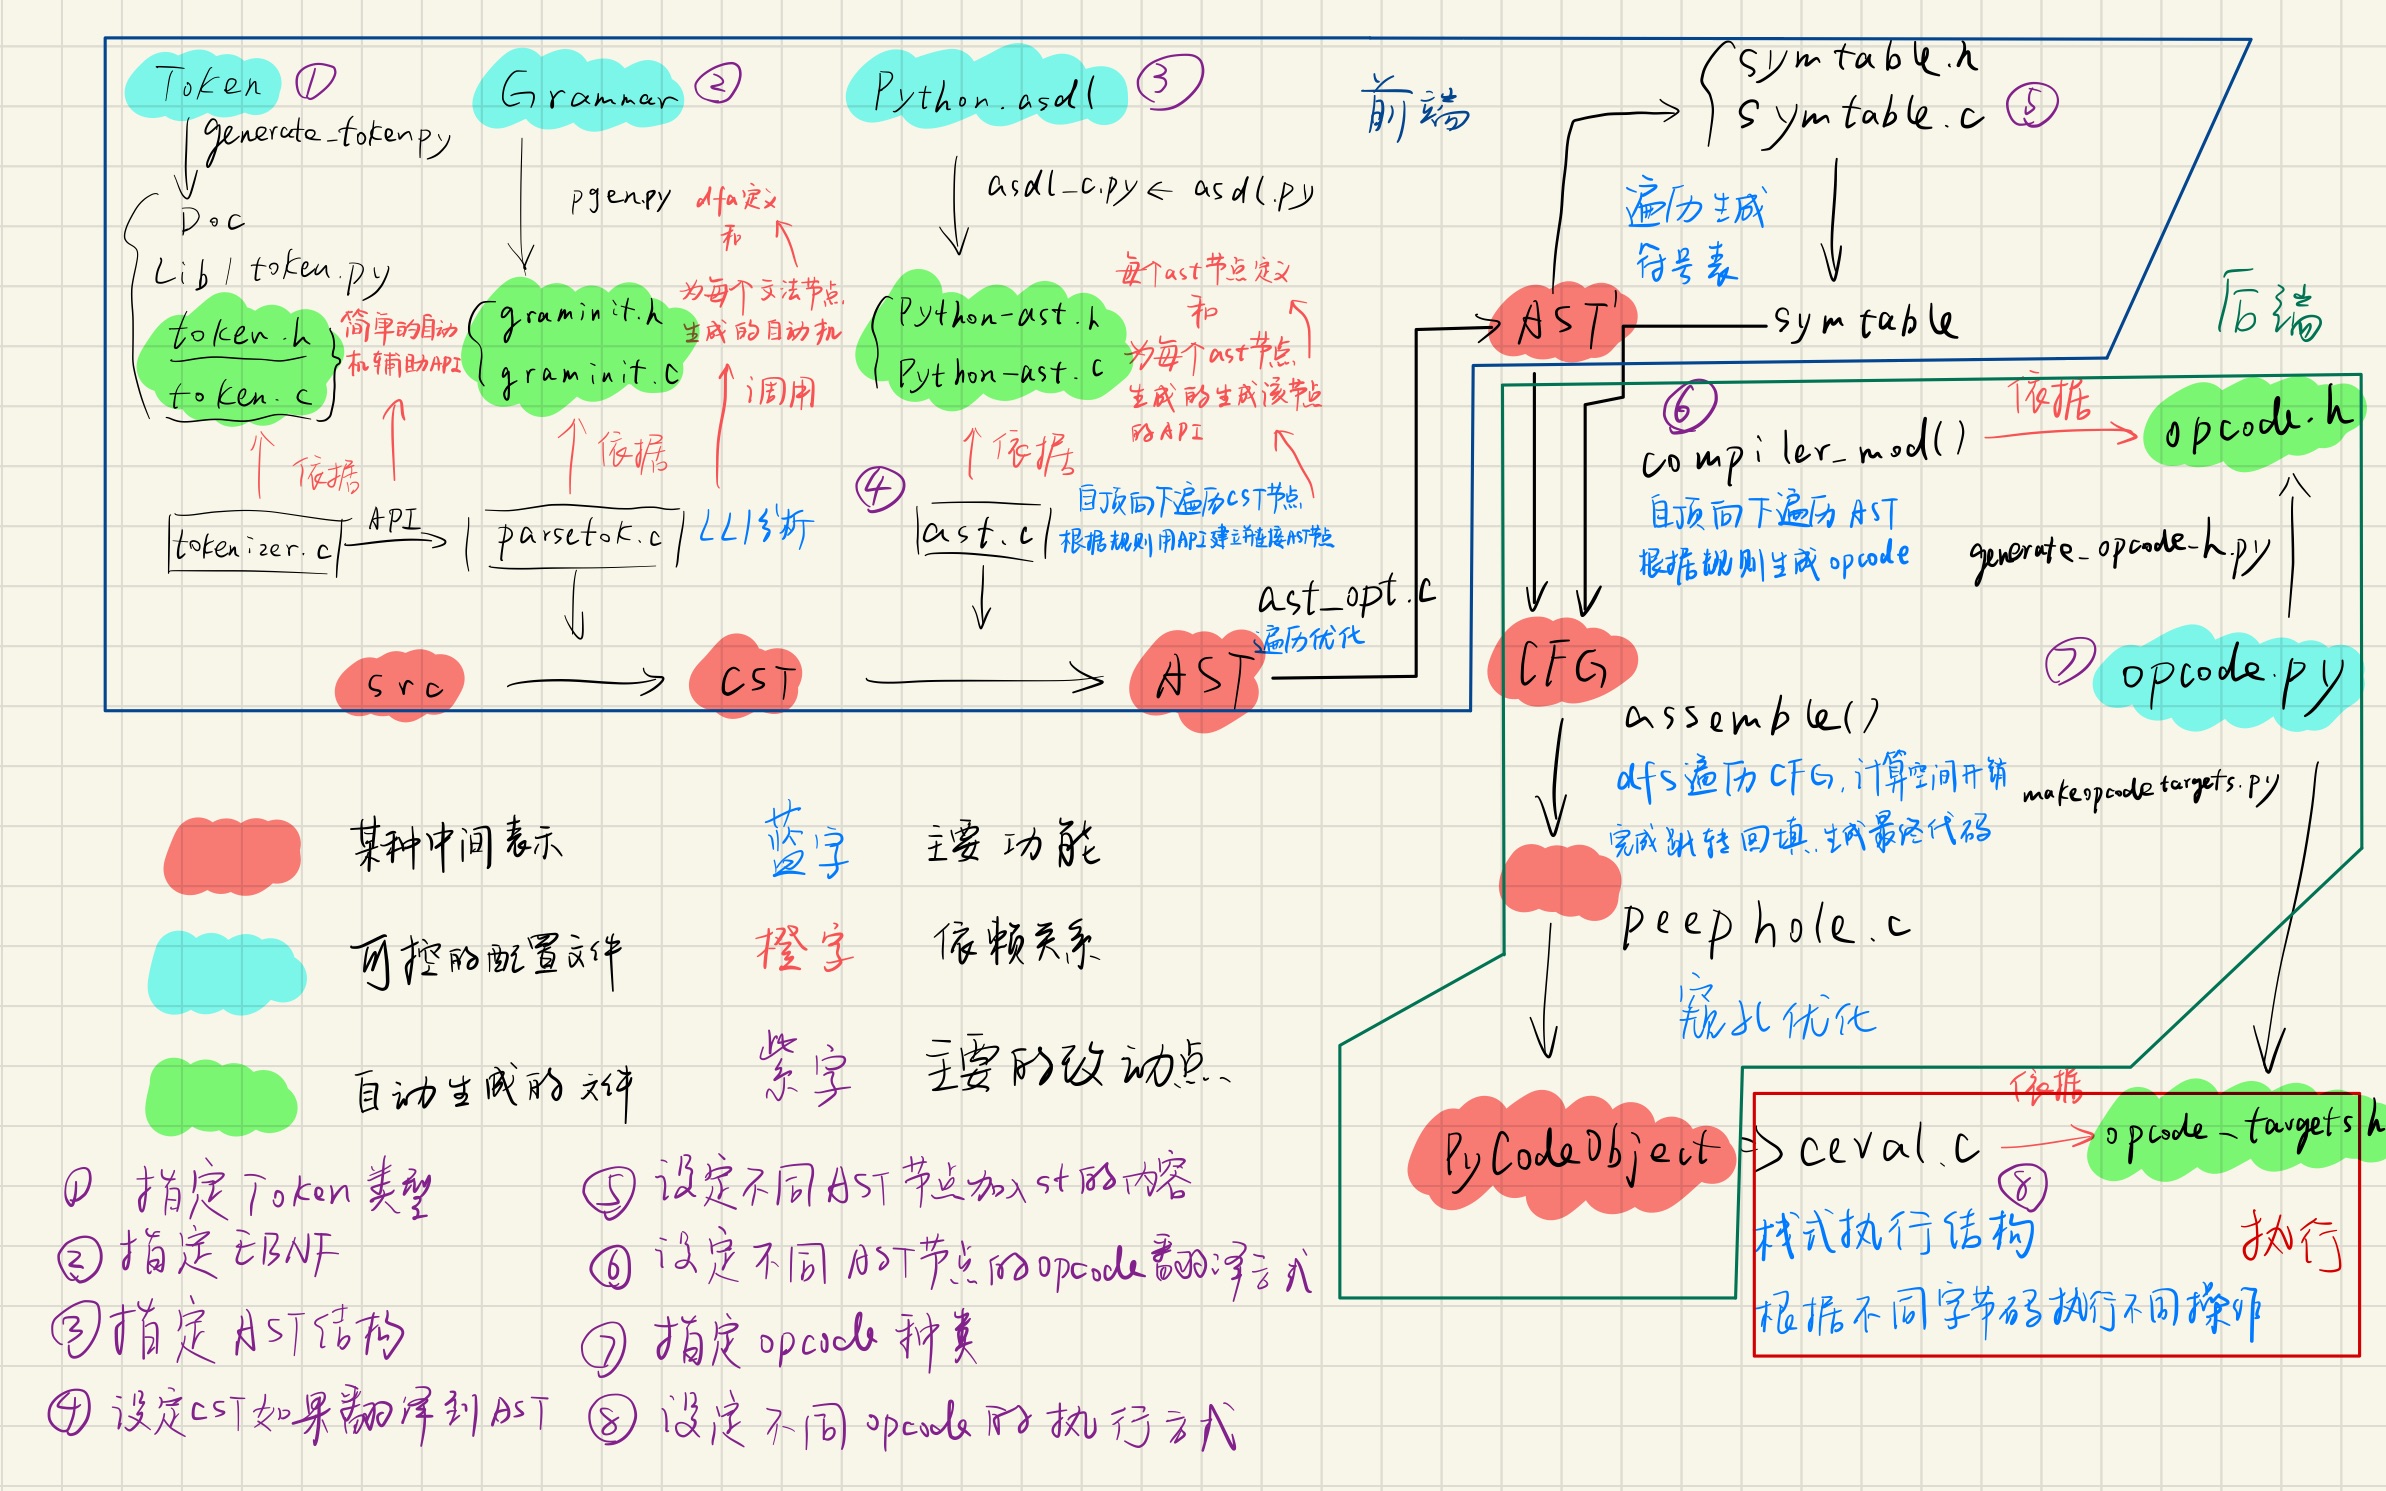 Token ①
generate_token.py
Doc
Lib / token.py
token.h
token.c
简单的自动
机辅助API
依据
tokenizer.c
API
Grammar ②
pgen.py
dfa定义
和
为每个文法节点
生成的自动机
graminit.h
graminit.c
调用
依据
parsetok.c
LL1分析
Python.asdl ③
asdl_c.py ← asdl.py
Python-ast.h
Python-ast.c
每个ast节点定义
和
为每个ast节点
生成的生成该节点
的API
依据
④
ast.c
自顶向下遍历CST节点
根据规则用API建立并链接AST节点
src
CST
AST
ast_opt.c
遍历优化
前端
symtable.h
symtable.c ⑤
遍历生成
符号表
AST'
symtable
后端
⑥
compiler_mod()
依据
opcode.h
自顶向下遍历AST
根据规则生成opcode
generate_opcode_h.py
CFG
⑦ opcode.py
assemble()
dfs遍历CFG,计算空间开销
完成跳转回填,生成最终代码
makeopcodetargets.py
peephole.c
窥孔优化
PyCodeObject
ceval.c
依据
opcode_targets.h
⑧
栈式执行结构
执行
根据不同字节码执行不同操作
某种中间表示
蓝字 主要功能
可控的配置文件
橙字 依赖关系
自动生成的文件
紫字 主要的改动点
① 指定Token类型
② 指定EBNF
③ 指定AST结构
④ 设定CST如果翻译到AST
⑤ 设定不同AST节点加入st的内容
⑥ 设定不同AST节点的opcode翻译方式
⑦ 指定opcode种类
⑧ 设定不同opcode的执行方式